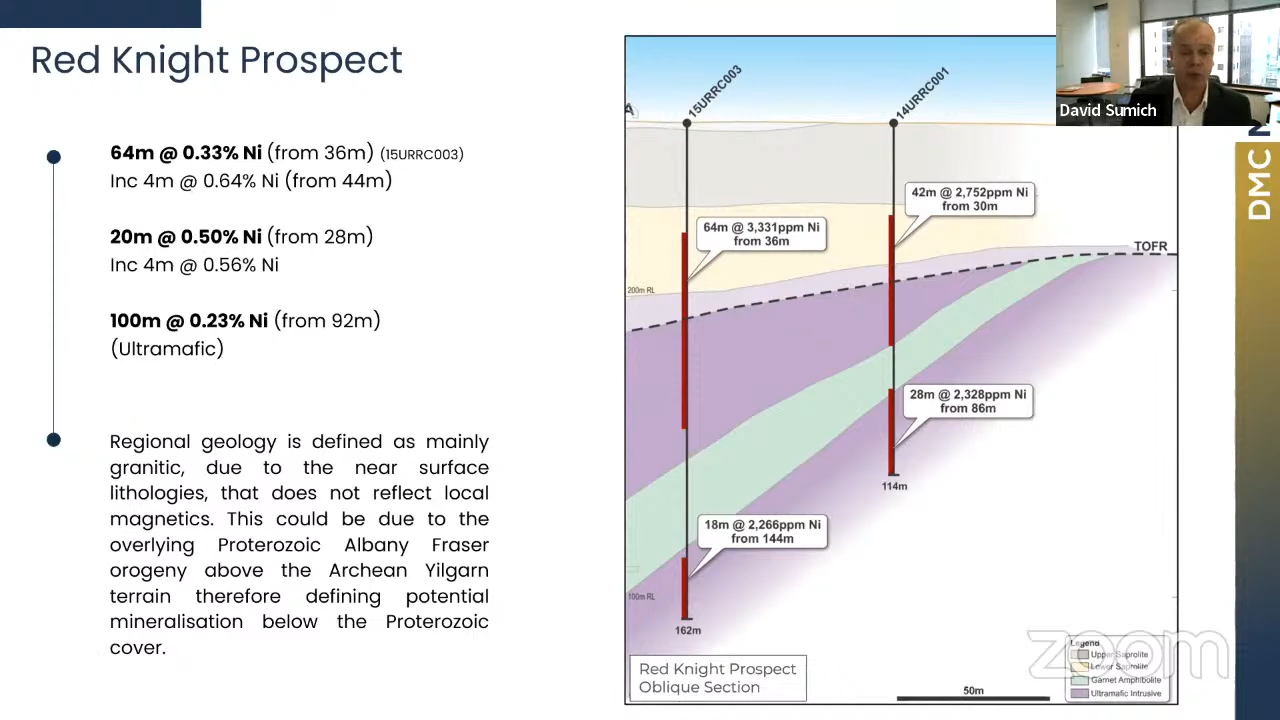 Red Knight Prospect
64m @ 0.33% Ni (from 36m) (15URRC003)
Inc 4m @ 0.64% Ni (from 44m)
20m @ 0.50% Ni (from 28m)
Inc 4m @ 0.56% Ni
100m @ 0.23% Ni (from 92m)
(Ultramafic)
Regional geology is defined as mainly
granitic, due to the near surface
lithologies, that does not reflect local
magnetics. This could be due to the
overlying Proterozoic Albany Fraser
orogeny above the Archean Yilgarn
terrain therefore defining potential
mineralisation below the Proterozoic
cover.
A
15URRC003
14URRC001
42m @ 2,752ppm Ni
from 30m
64m @ 3,331ppm Ni
from 36m
TOFR
200m RL
28m @ 2,328ppm Ni
from 86m
114m
18m @ 2,266ppm Ni
from 144m
100m RL
162m
Red Knight Prospect
Oblique Section
50m
Legend
Upper Saprolite
Lower Saprolite
Garnet Amphibolite
Ultramafic Intrusive
zoom
David Sumich
DMC